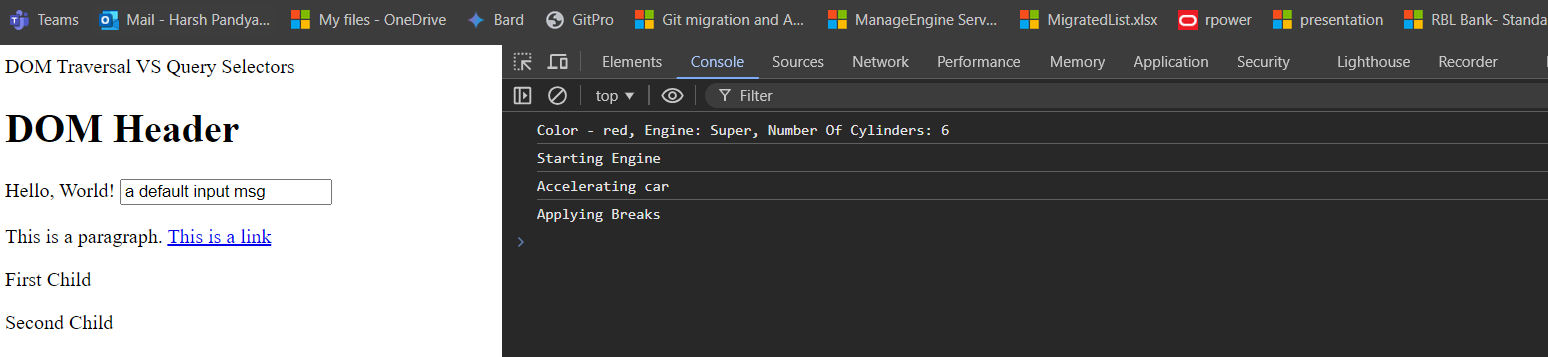 Teams Mail - Harsh Pandya... My files - OneDrive Bard GitPro Git migration and A... ManageEngine Serv... MigratedList.xlsx rpower presentation RBL Bank- Standa
DOM Traversal VS Query Selectors
DOM Header
Hello, World! a default input msg
This is a paragraph. This is a link
First Child
Second Child
Elements Console Sources Network Performance Memory Application Security Lighthouse Recorder
top Filter
Color - red, Engine: Super, Number Of Cylinders: 6
Starting Engine
Accelerating car
Applying Breaks